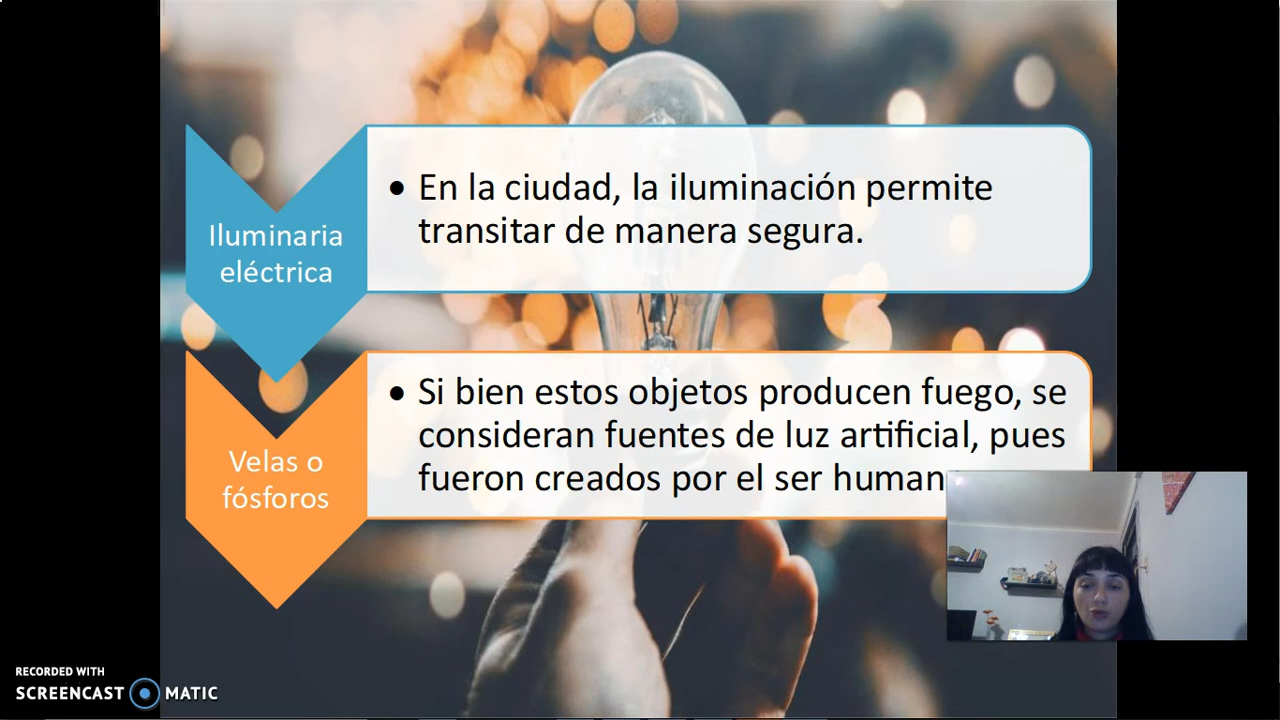 Iluminaria
eléctrica
• En la ciudad, la iluminación permite
transitar de manera segura.
Velas o
fósforos
• Si bien estos objetos producen fuego, se
consideran fuentes de luz artificial, pues
fueron creados por el ser human
RECORDED WITH
SCREENCAST MATIC